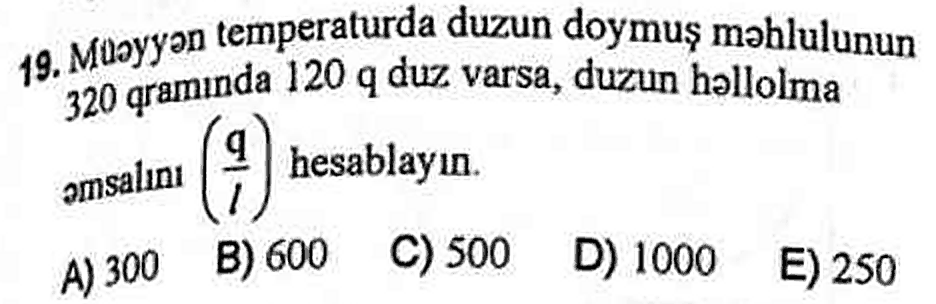 19. Müəyyən temperaturda duzun doymuş məhlulunun
320 qramında 120 q duz varsa, duzun həllolma
əmsalını (q/l) hesablayın.
A) 300 B) 600 C) 500 D) 1000 E) 250